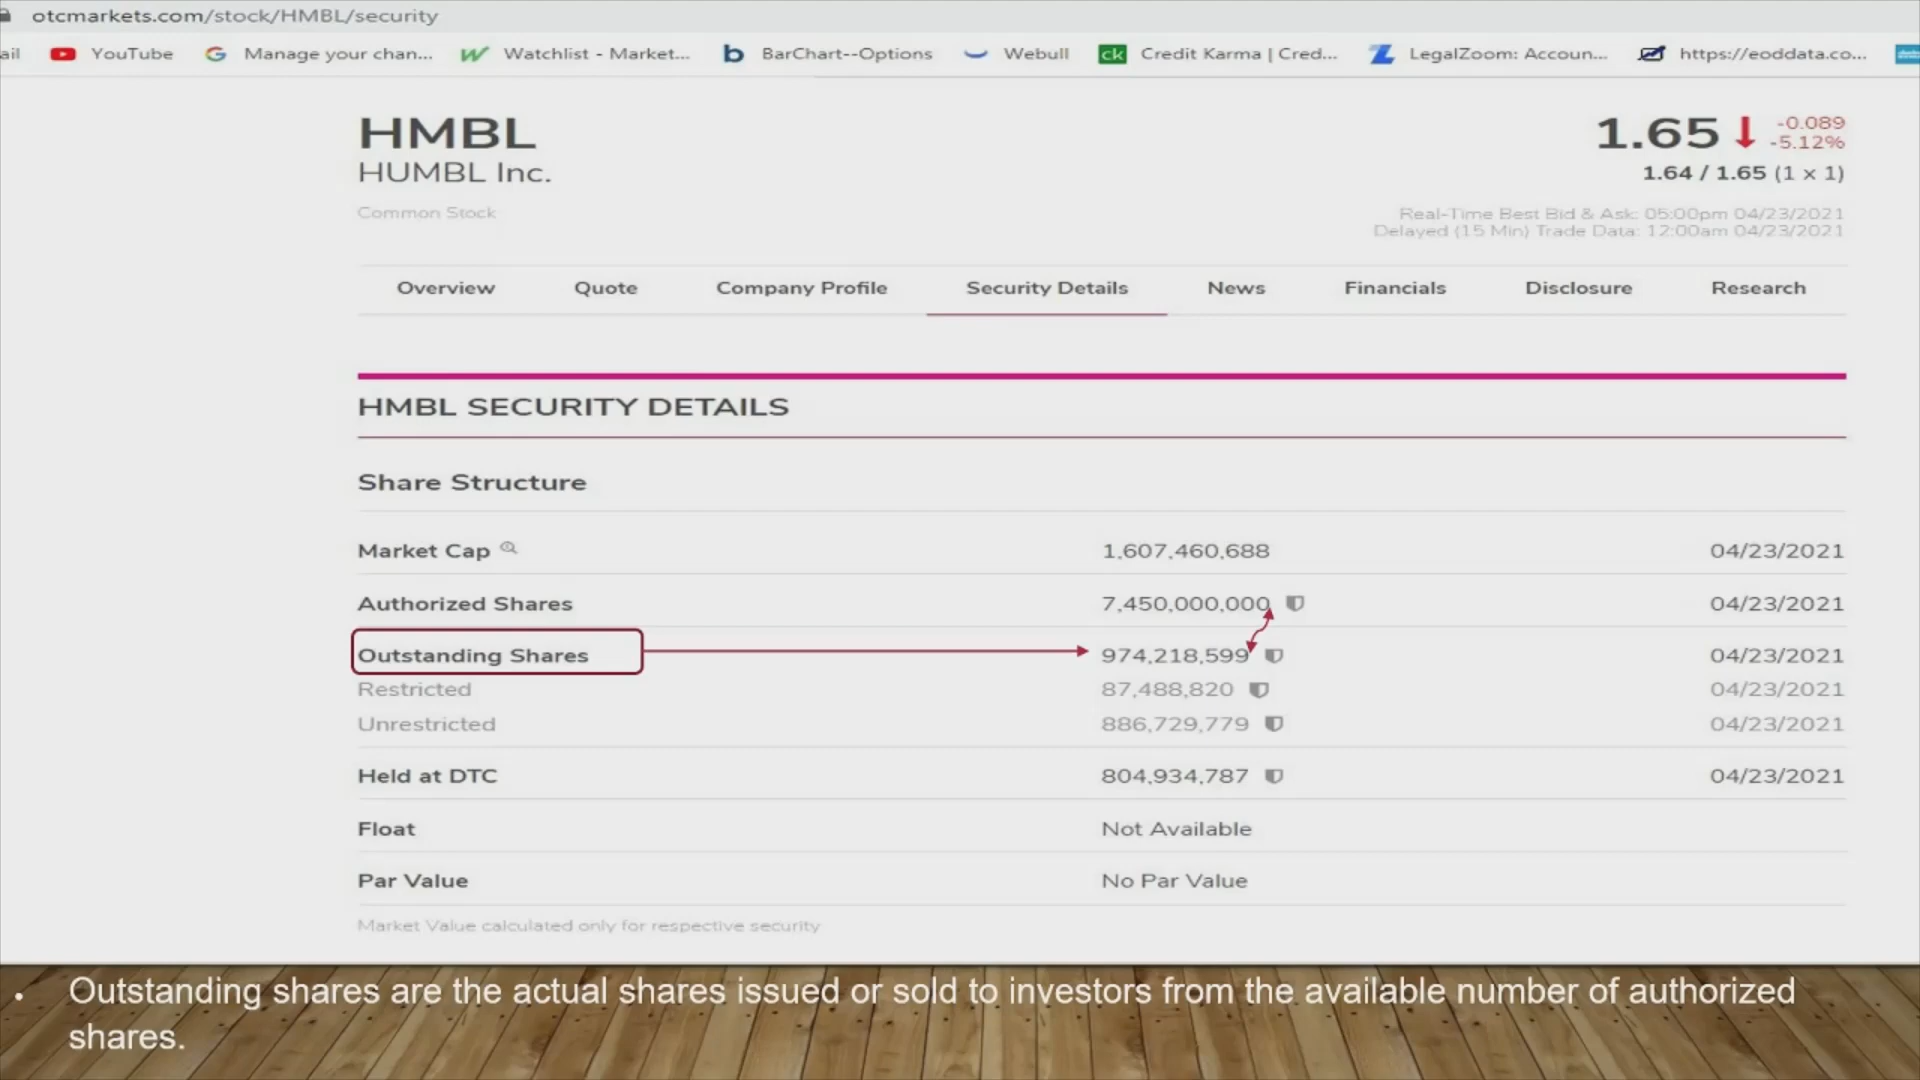 otcmarkets.com/stock/HMBL/security
ail YouTube Manage your chan... Watchlist - Market... BarChart--Options Webull ck Credit Karma | Cred... LegalZoom: Accoun... https://eoddata.co...
HMBL
1.65 -0.089
-5.12%
HUMBL Inc.
1.64 / 1.65 (1 x 1)
Common Stock
Real-Time Best Bid & Ask: 05:00pm 04/23/2021
Delayed (15 Min) Trade Data: 12:00am 04/23/2021
Overview Quote Company Profile Security Details News Financials Disclosure Research
HMBL SECURITY DETAILS
Share Structure
Market Cap 1,607,460,688 04/23/2021
Authorized Shares 7,450,000,000 04/23/2021
Outstanding Shares 974,218,599 04/23/2021
Restricted 87,488,820 04/23/2021
Unrestricted 886,729,779 04/23/2021
Held at DTC 804,934,787 04/23/2021
Float Not Available
Par Value No Par Value
Market Value calculated only for respective security
• Outstanding shares are the actual shares issued or sold to investors from the available number of authorized
shares.